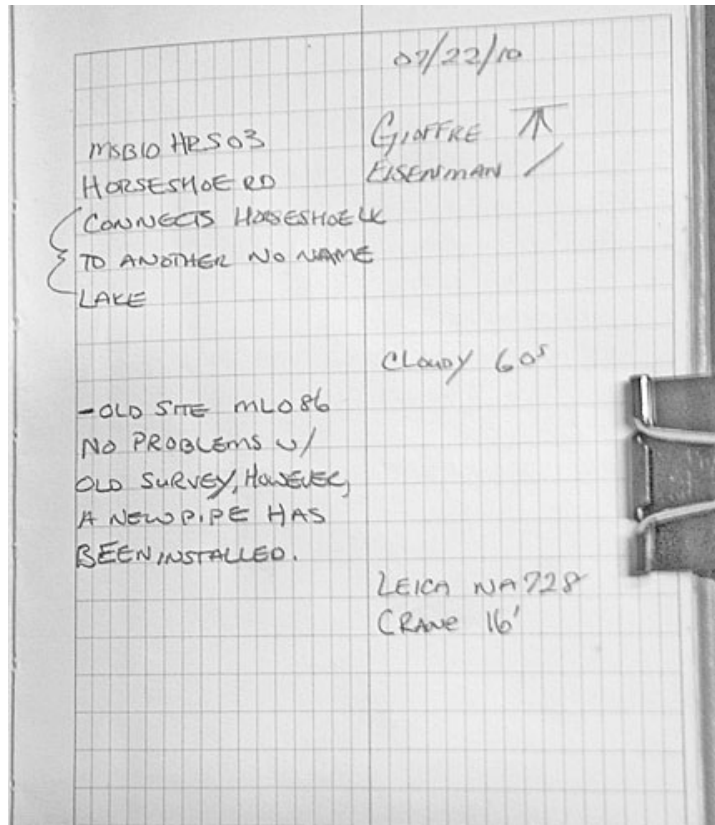 07/22/10
MSB10 HRS03
HORSESHOE RD
CONNECTS HORSESHOE LK
TO ANOTHER NO NAME
LAKE
GIOFFRE
EISENMAN
CLOUDY 60s
-OLD SITE ML086
NO PROBLEMS W/
OLD SURVEY, HOWEVER,
A NEW PIPE HAS
BEEN INSTALLED.
LEICA NA728
CRANE 16'